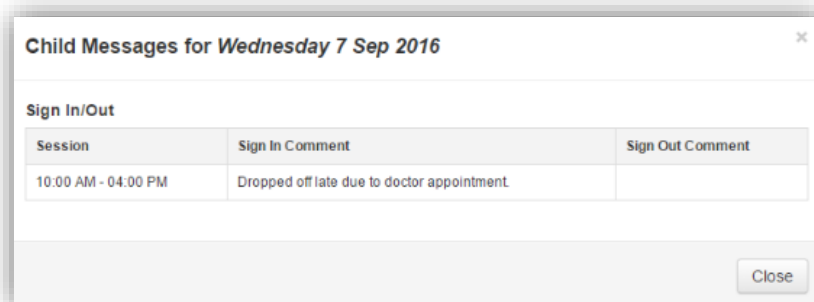 Child Messages for Wednesday 7 Sep 2016 ×
Sign In/Out
Session Sign In Comment Sign Out Comment
10:00 AM - 04:00 PM Dropped off late due to doctor appointment.
Close